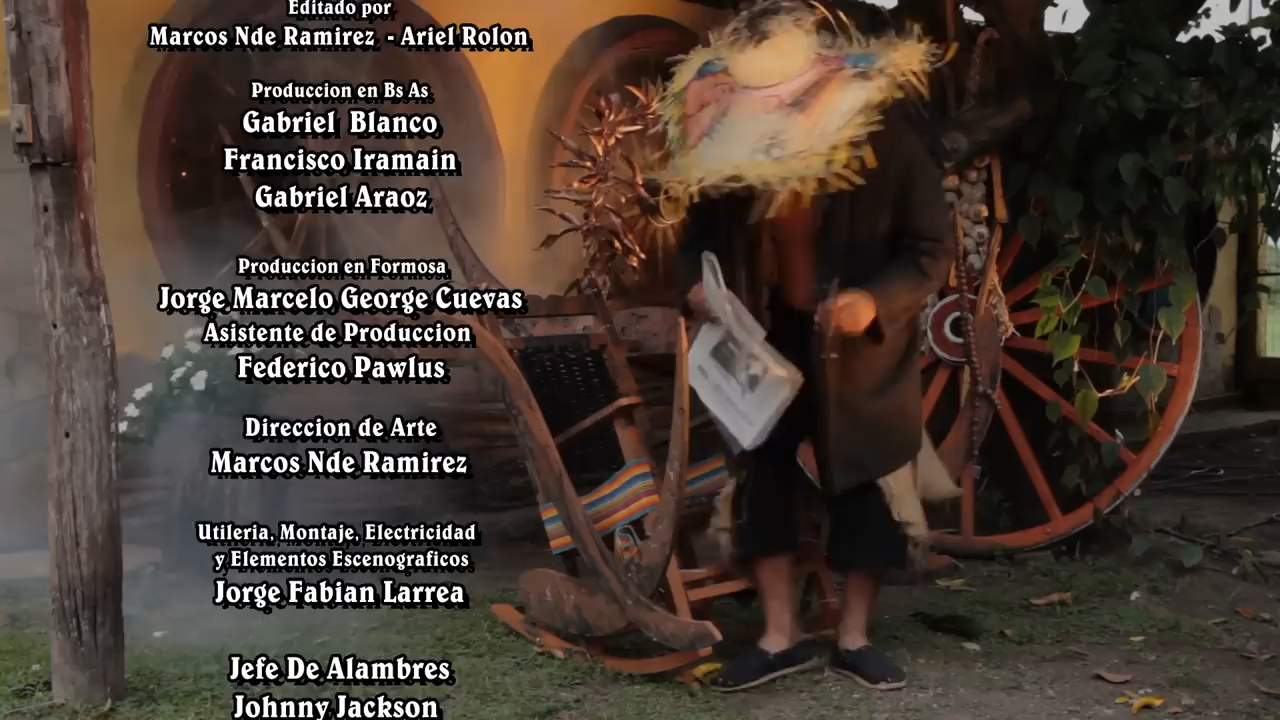 Editado por
Marcos Nde Ramirez - Ariel Rolon
Produccion en Bs As
Gabriel Blanco
Francisco Iramain
Gabriel Araoz
Produccion en Formosa
Jorge Marcelo George Cuevas
Asistente de Produccion
Federico Pawlus
Direccion de Arte
Marcos Nde Ramirez
Utileria, Montaje, Electricidad
y Elementos Escenograficos
Jorge Fabian Larrea
Jefe De Alambres
Johnny Jackson